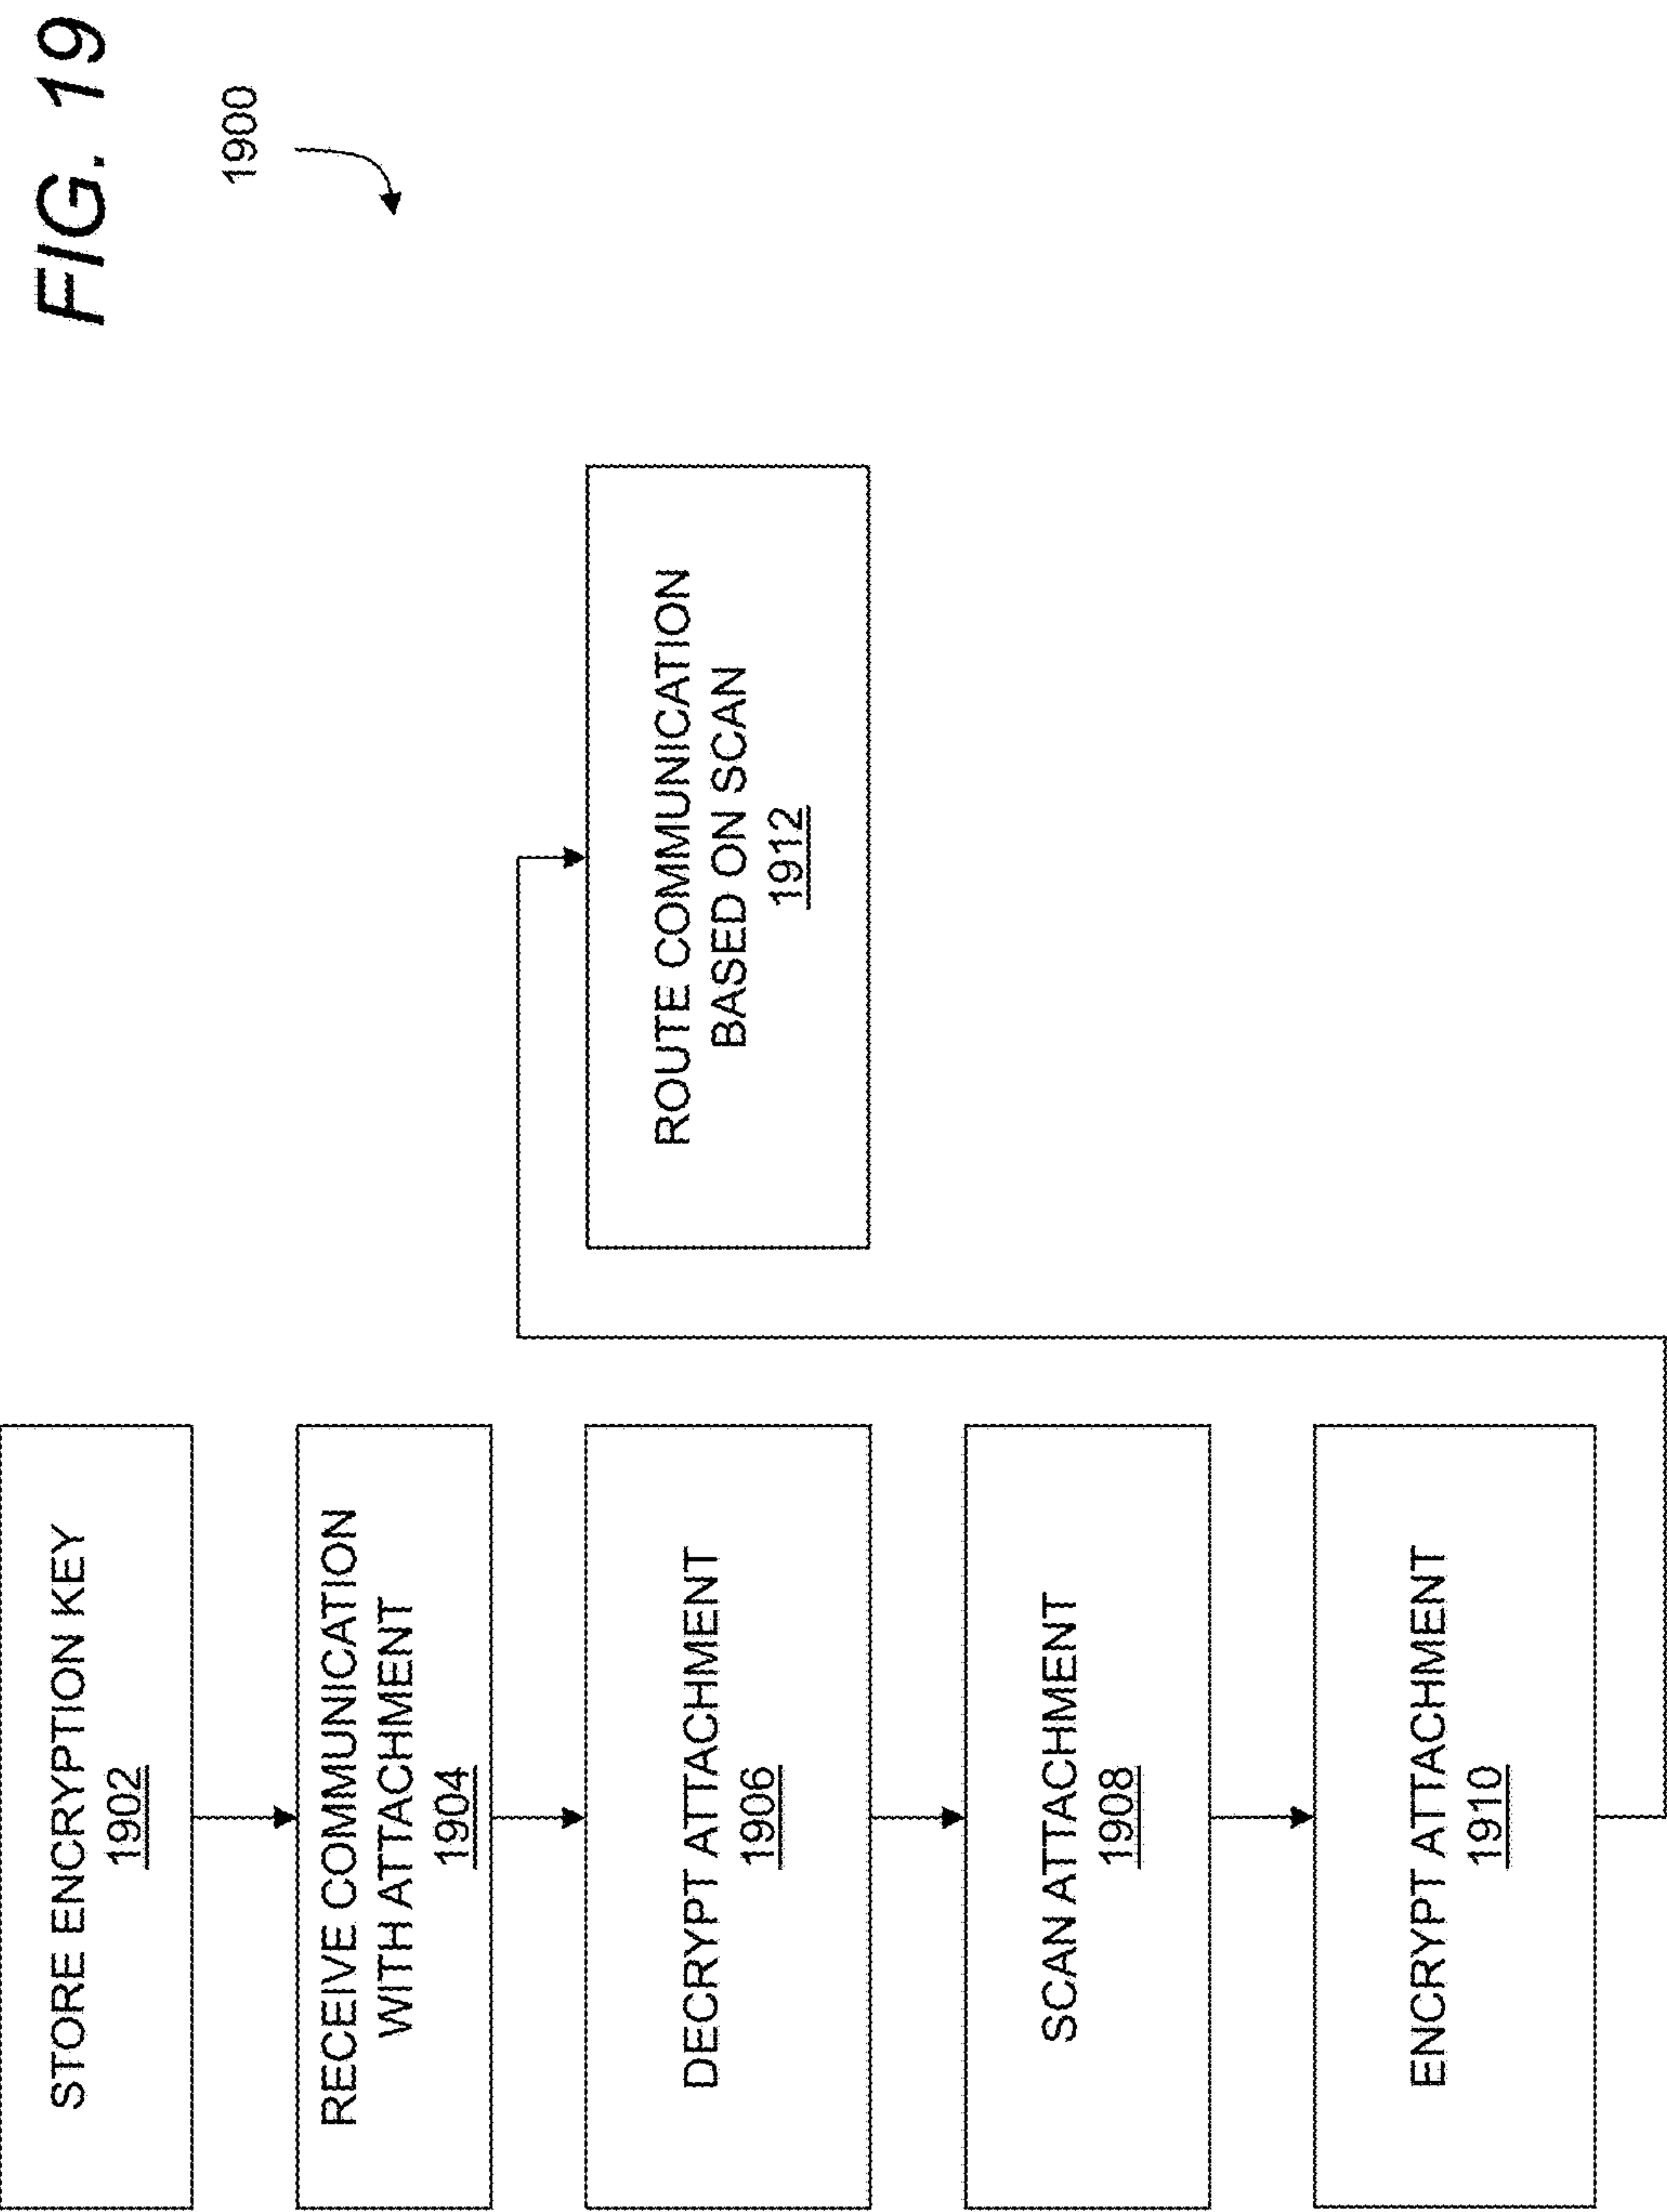 FIG. 19
1900
STORE ENCRYPTION KEY
1902
RECEIVE COMMUNICATION
WITH ATTACHMENT
1904
DECRYPT ATTACHMENT
1906
SCAN ATTACHMENT
1908
ENCRYPT ATTACHMENT
1910
ROUTE COMMUNICATION
BASED ON SCAN
1912